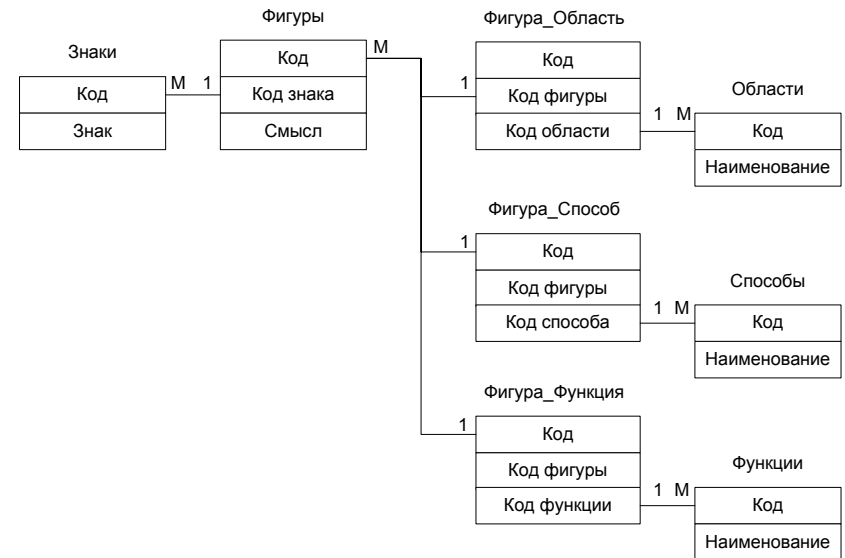 Знаки
Код
Знак
М 1
Фигуры
Код
Код знака
Смысл
М
Фигура_Область
1
Код
Код фигуры
Код области
1 М
Области
Код
Наименование
Фигура_Способ
1
Код
Код фигуры
Код способа
1 М
Способы
Код
Наименование
Фигура_Функция
1
Код
Код фигуры
Код функции
1 М
Функции
Код
Наименование